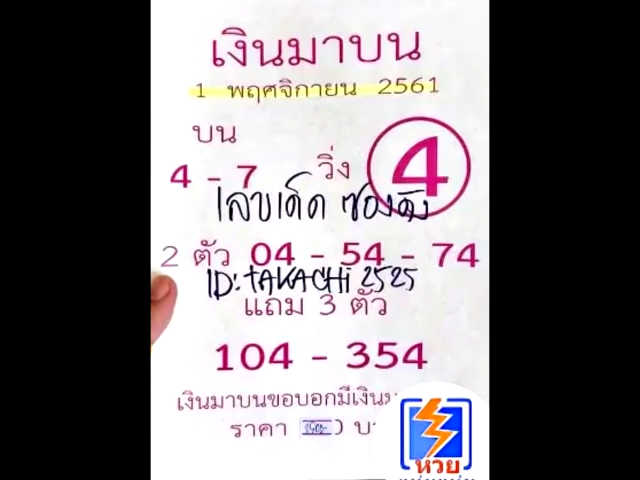 เงินมาบน
1 พฤศจิกายน 2561
บน
4 - 7 วิ่ง 4
เลขเด็ด ซองดัง
2 ตัว 04 - 54 - 74
ID: TAKACHi 2525
แถม 3 ตัว
104 - 354
เงินมาบนขอบอกมีเงิน
ราคา
หวย